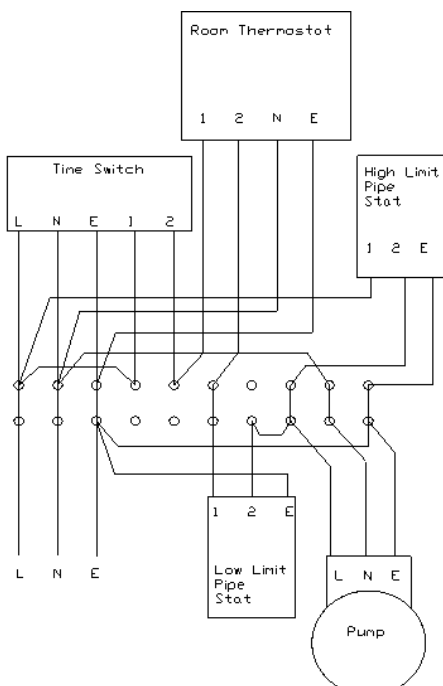 Room Thermostat
1 2 N E
Time Switch
L N E 1 2
High Limit
Pipe
Stat
1 2 E
1 2 E
Low Limit
Pipe
Stat
L N E
L N E
Pump